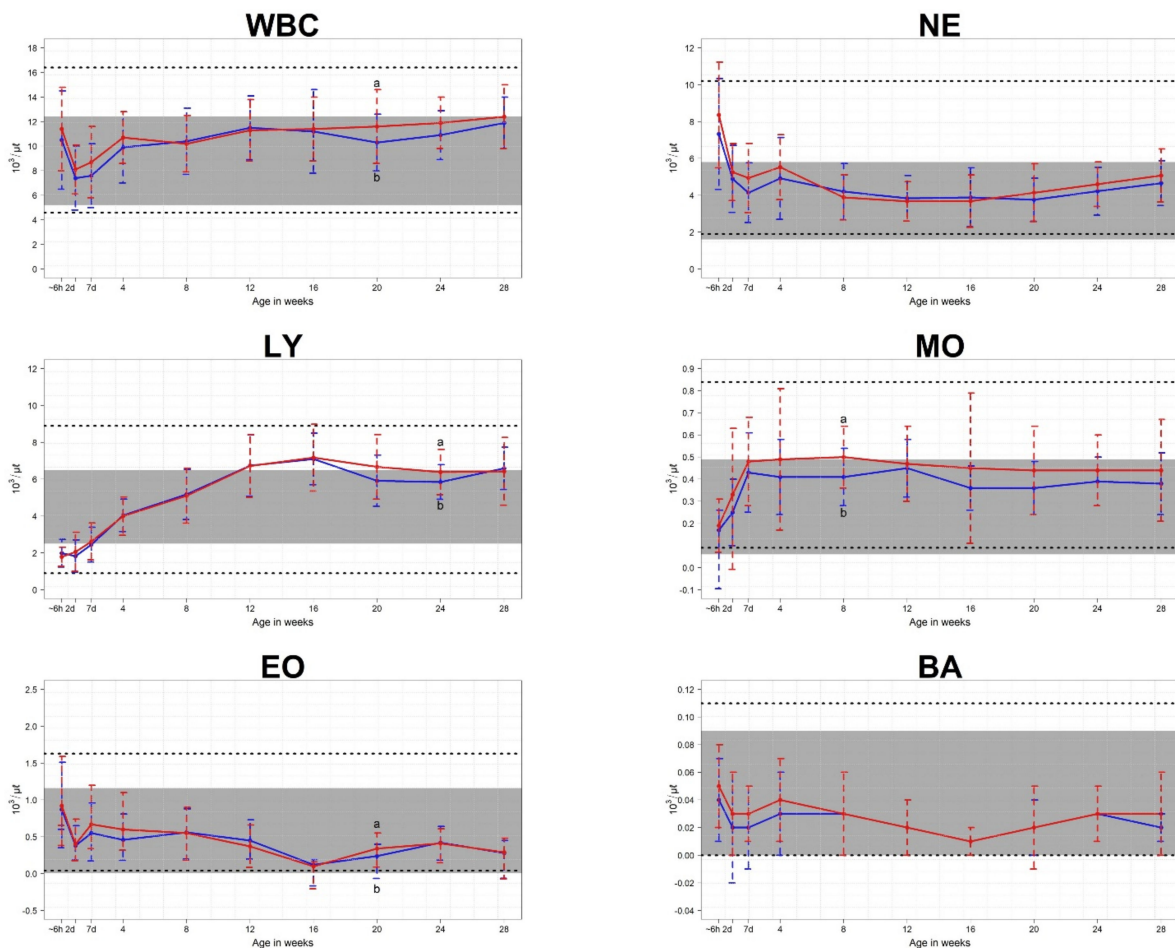 WBC
18
16
14
12
10
8
6
4
2
0
10³/µℓ
a
b
~6h 2d 7d 4 8 12 16 20 24 28
Age in weeks
NE
12
10
8
6
4
2
0
10³/µℓ
~6h 2d 7d 4 8 12 16 20 24 28
Age in weeks
LY
12
10
8
6
4
2
0
10³/µℓ
a
b
~6h 2d 7d 4 8 12 16 20 24 28
Age in weeks
MO
0.9
0.8
0.7
0.6
0.5
0.4
0.3
0.2
0.0
-0.1
10³/µℓ
a
b
~6h 2d 7d 4 8 12 16 20 24 28
Age in weeks
EO
2.5
2.0
1.5
1.0
0.5
0.0
-0.5
10³/µℓ
a
b
~6h 2d 7d 4 8 12 16 20 24 28
Age in weeks
BA
0.12
0.10
0.08
0.06
0.04
0.02
0.00
-0.02
-0.04
10³/µℓ
~6h 2d 7d 4 8 12 16 20 24 28
Age in weeks